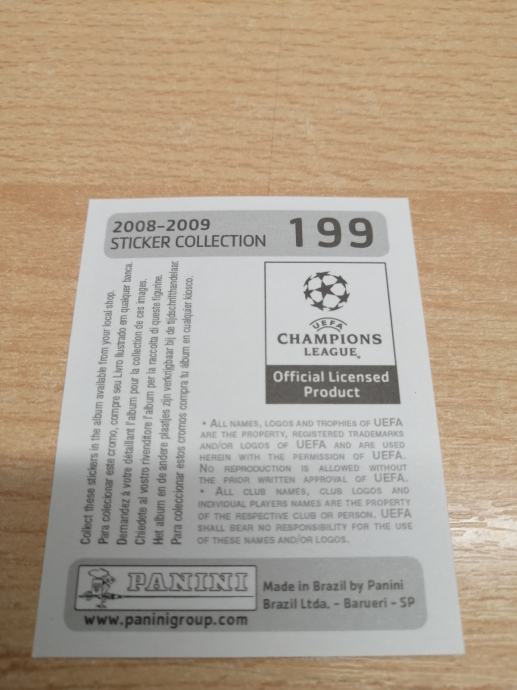 2008-2009
STICKER COLLECTION
199
Collect these stickers in the album available from your local shop.
Para colecionar este cromo, compre seu Livro Ilustrado em qualquer banca.
Demandez à votre détaillant l'album pour la collection de ces images.
Chiedete al vostro rivenditore l'album per la raccolta di queste figurine.
Het album en de andere plaatjes zijn verkrijgbaar bij de tijdschrifthandelaar.
Para coleccionar estos cromos compra tu álbum en cualquier kiosco.
UEFA
CHAMPIONS
LEAGUE®
Official Licensed
Product
• ALL NAMES, LOGOS AND TROPHIES OF UEFA
ARE THE PROPERTY, REGISTERED TRADEMARKS
AND/OR LOGOS OF UEFA AND ARE USED
HEREIN WITH THE PERMISSION OF UEFA.
NO REPRODUCTION IS ALLOWED WITHOUT
THE PRIOR WRITTEN APPROVAL OF UEFA.
• ALL CLUB NAMES, CLUB LOGOS AND
INDIVIDUAL PLAYERS NAMES ARE THE PROPERTY
OF THE RESPECTIVE CLUB OR PERSON. UEFA
SHALL BEAR NO RESPONSIBILITY FOR THE USE
OF THESE NAMES AND/OR LOGOS.
PANINI
www.paninigroup.com
Made in Brazil by Panini
Brazil Ltda. - Barueri - SP